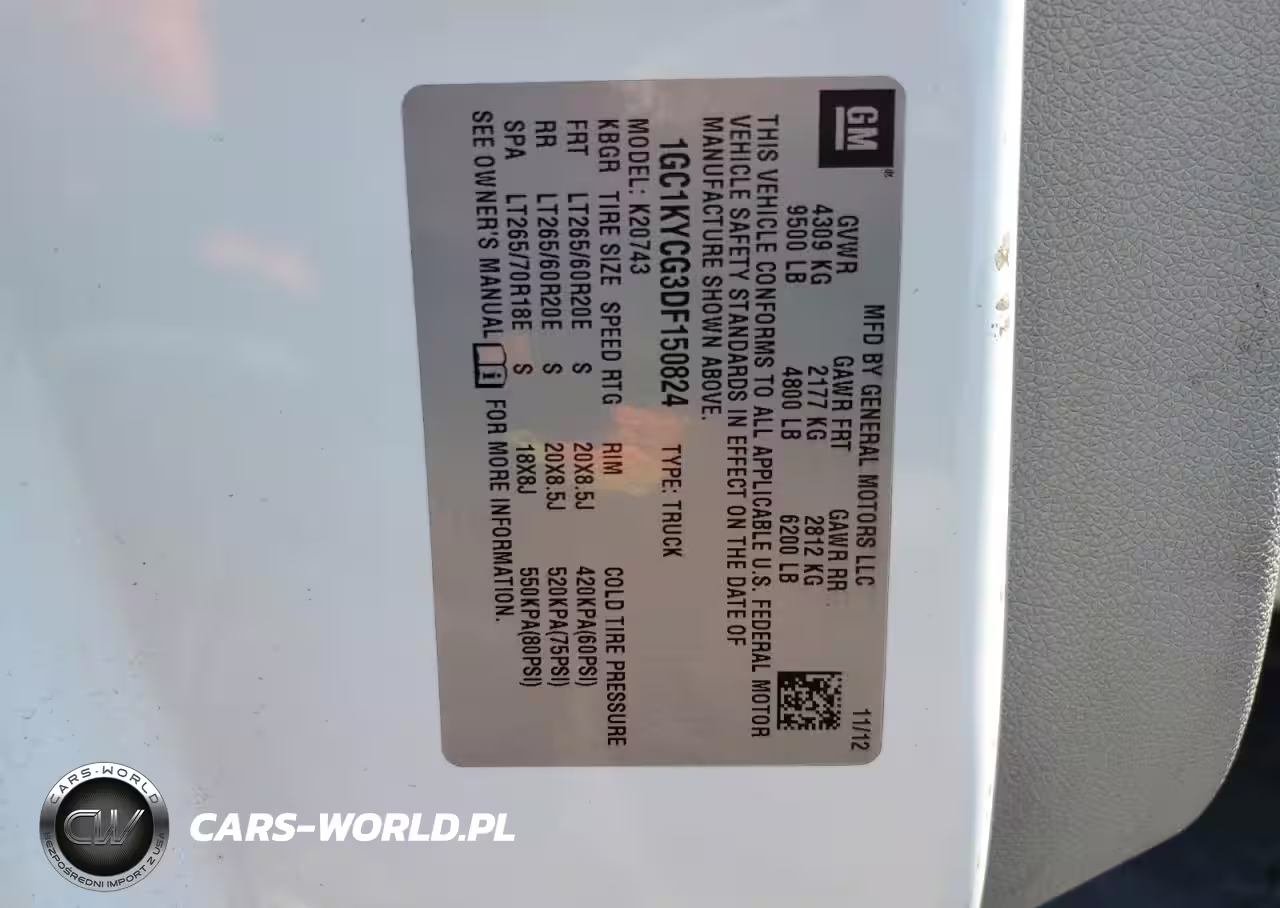 GM
MFD BY GENERAL MOTORS LLC 11/12
GVWR GAWR FRT GAWR RR
4309 KG 2177 KG 2812 KG
9500 LB 4800 LB 6200 LB
THIS VEHICLE CONFORMS TO ALL APPLICABLE U.S. FEDERAL MOTOR
VEHICLE SAFETY STANDARDS IN EFFECT ON THE DATE OF
MANUFACTURE SHOWN ABOVE.
1GC1KYCG3DF150824 TYPE: TRUCK
MODEL: K20743
KBGR TIRE SIZE SPEED RTG RIM COLD TIRE PRESSURE
FRT LT265/60R20E S 20X8.5J 420KPA(60PSI)
RR LT265/60R20E S 20X8.5J 520KPA(75PSI)
SPA LT265/70R18E S 18X8J 550KPA(80PSI)
SEE OWNER'S MANUAL i FOR MORE INFORMATION.
CARS-WORLD
CW
BEZPOŚREDNI IMPORT Z USA
CARS-WORLD.PL